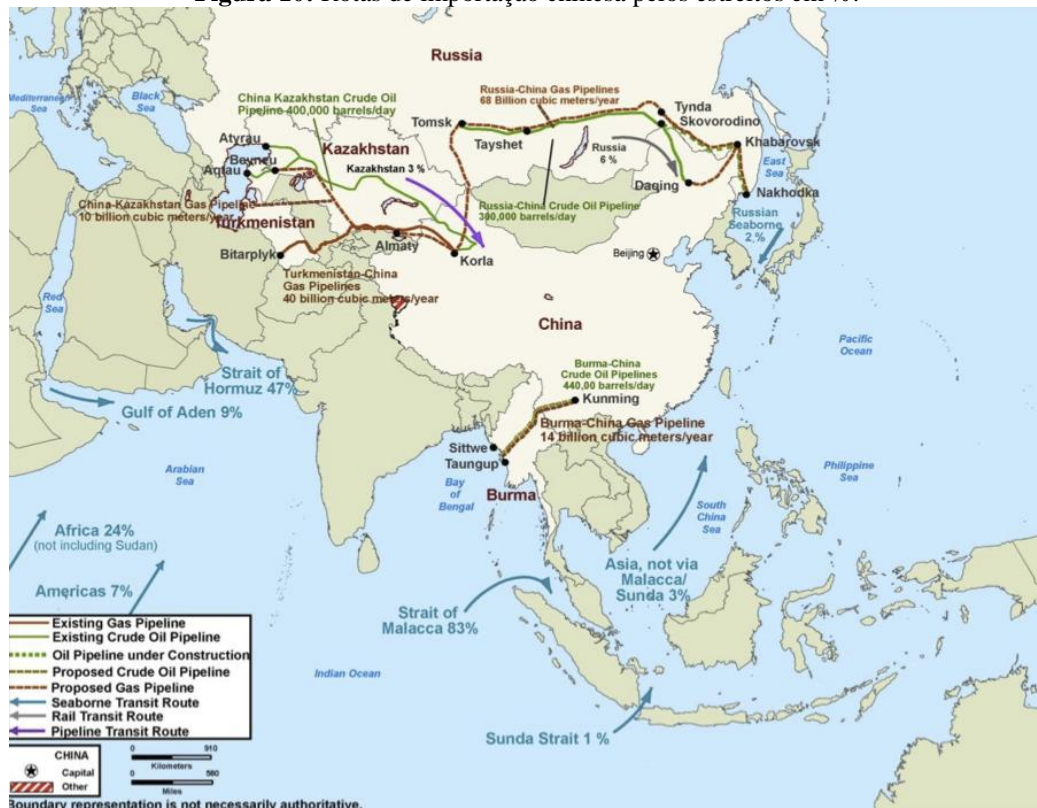 Figura 10: Rotas de importação chinesa pelos estreitos em %.
Russia
Mediterranean
Sea
Black
Sea
China Kazakhstan Crude Oil
Pipeline 400,000 barrels/day
Russia-China Gas Pipelines
68 Billion cubic meters/year
Tomsk
Tayshet
Tynda
Skovorodino
Khabarovsk
Atyrau
Beyneu
Aqtau
Kazakhstan
Kazakhstan 3 %
Russia
6 %
East
Sea
Daqing
Nakhodka
China-Kazakhstan Gas Pipeline
10 billion cubic meters/year
Turkmenistan
Russia-China Crude Oil Pipeline
300,000 barrels/day
Russian
Seaborne
2 %
Bitarplyk
Almaty
Korla
Beijing
Turkmenistan-China
Gas Pipelines
40 billion cubic meters/year
Red
Sea
China
Pacific
Ocean
Strait of
Hormuz 47%
Gulf of Aden 9%
Burma-China
Crude Oil Pipelines
440,00 barrels/day
Kunming
Burma-China Gas Pipeline
14 billion cubic meters/year
Sittwe
Taungup
Arabian
Sea
Bay
of
Bengal
Burma
Philippine
Sea
South
China
Sea
Africa 24%
(not including Sudan)
Americas 7%
Asia, not via
Malacca/
Sunda 3%
Strait of
Malacca 83%
Indian Ocean
Sunda Strait 1 %
Existing Gas Pipeline
Existing Crude Oil Pipeline
Oil Pipeline under Construction
Proposed Crude Oil Pipeline
Proposed Gas Pipeline
Seaborne Transit Route
Rail Transit Route
Pipeline Transit Route
CHINA
Capital
Other
0 910
Kilometers
0 560
Miles
Boundary representation is not necessarily authoritative.